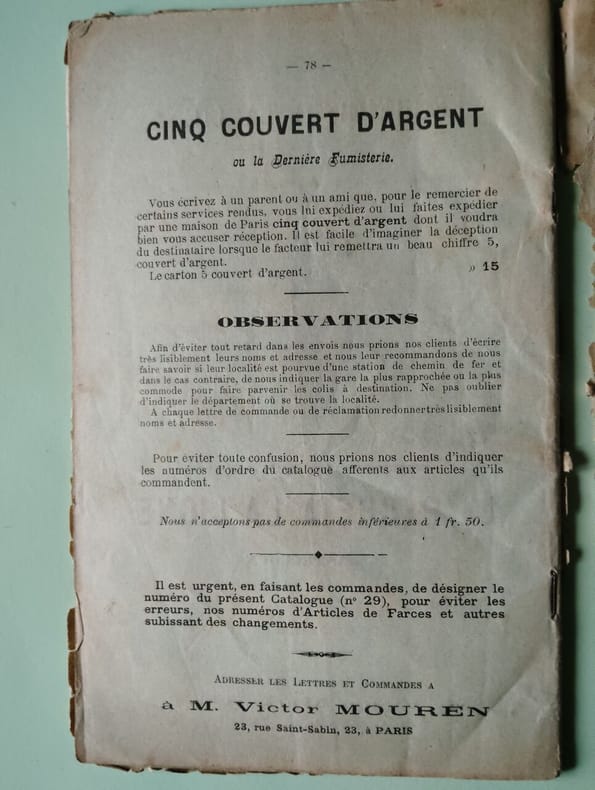 — 78 —
CINQ COUVERT D'ARGENT
ou la Dernière Fumisterie.
Vous écrivez à un parent ou à un ami que, pour le remercier de
certains services rendus, vous lui expédiez ou lui faites expédier
par une maison de Paris cinq couvert d'argent dont il voudra
bien vous accuser réception. Il est facile d'imaginer la déception
du destinataire lorsque le facteur lui remettra un beau chiffre 5,
couvert d'argent.
Le carton 5 couvert d'argent. » 15
OBSERVATIONS
Afin d'éviter tout retard dans les envois nous prions nos clients d'écrire
très lisiblement leurs noms et adresse et nous leur recommandons de nous
faire savoir si leur localité est pourvue d'une station de chemin de fer et
dans le cas contraire, de nous indiquer la gare la plus rapprochée ou la plus
commode pour faire parvenir les colis à destination. Ne pas oublier
d'indiquer le département où se trouve la localité.
A chaque lettre de commande ou de réclamation redonner très lisiblement
noms et adresse.
Pour éviter toute confusion, nous prions nos clients d'indiquer
les numéros d'ordre du catalogue afférents aux articles qu'ils
commandent.
Nous n'acceptons pas de commandes inférieures à 1 fr. 50.
Il est urgent, en faisant les commandes, de désigner le
numéro du présent Catalogue (n° 29), pour éviter les
erreurs, nos numéros d'Articles de Farces et autres
subissant des changements.
ADRESSER LES LETTRES ET COMMANDES A
à M. Victor MOUREN
23, rue Saint-Sabin, 23, à PARIS